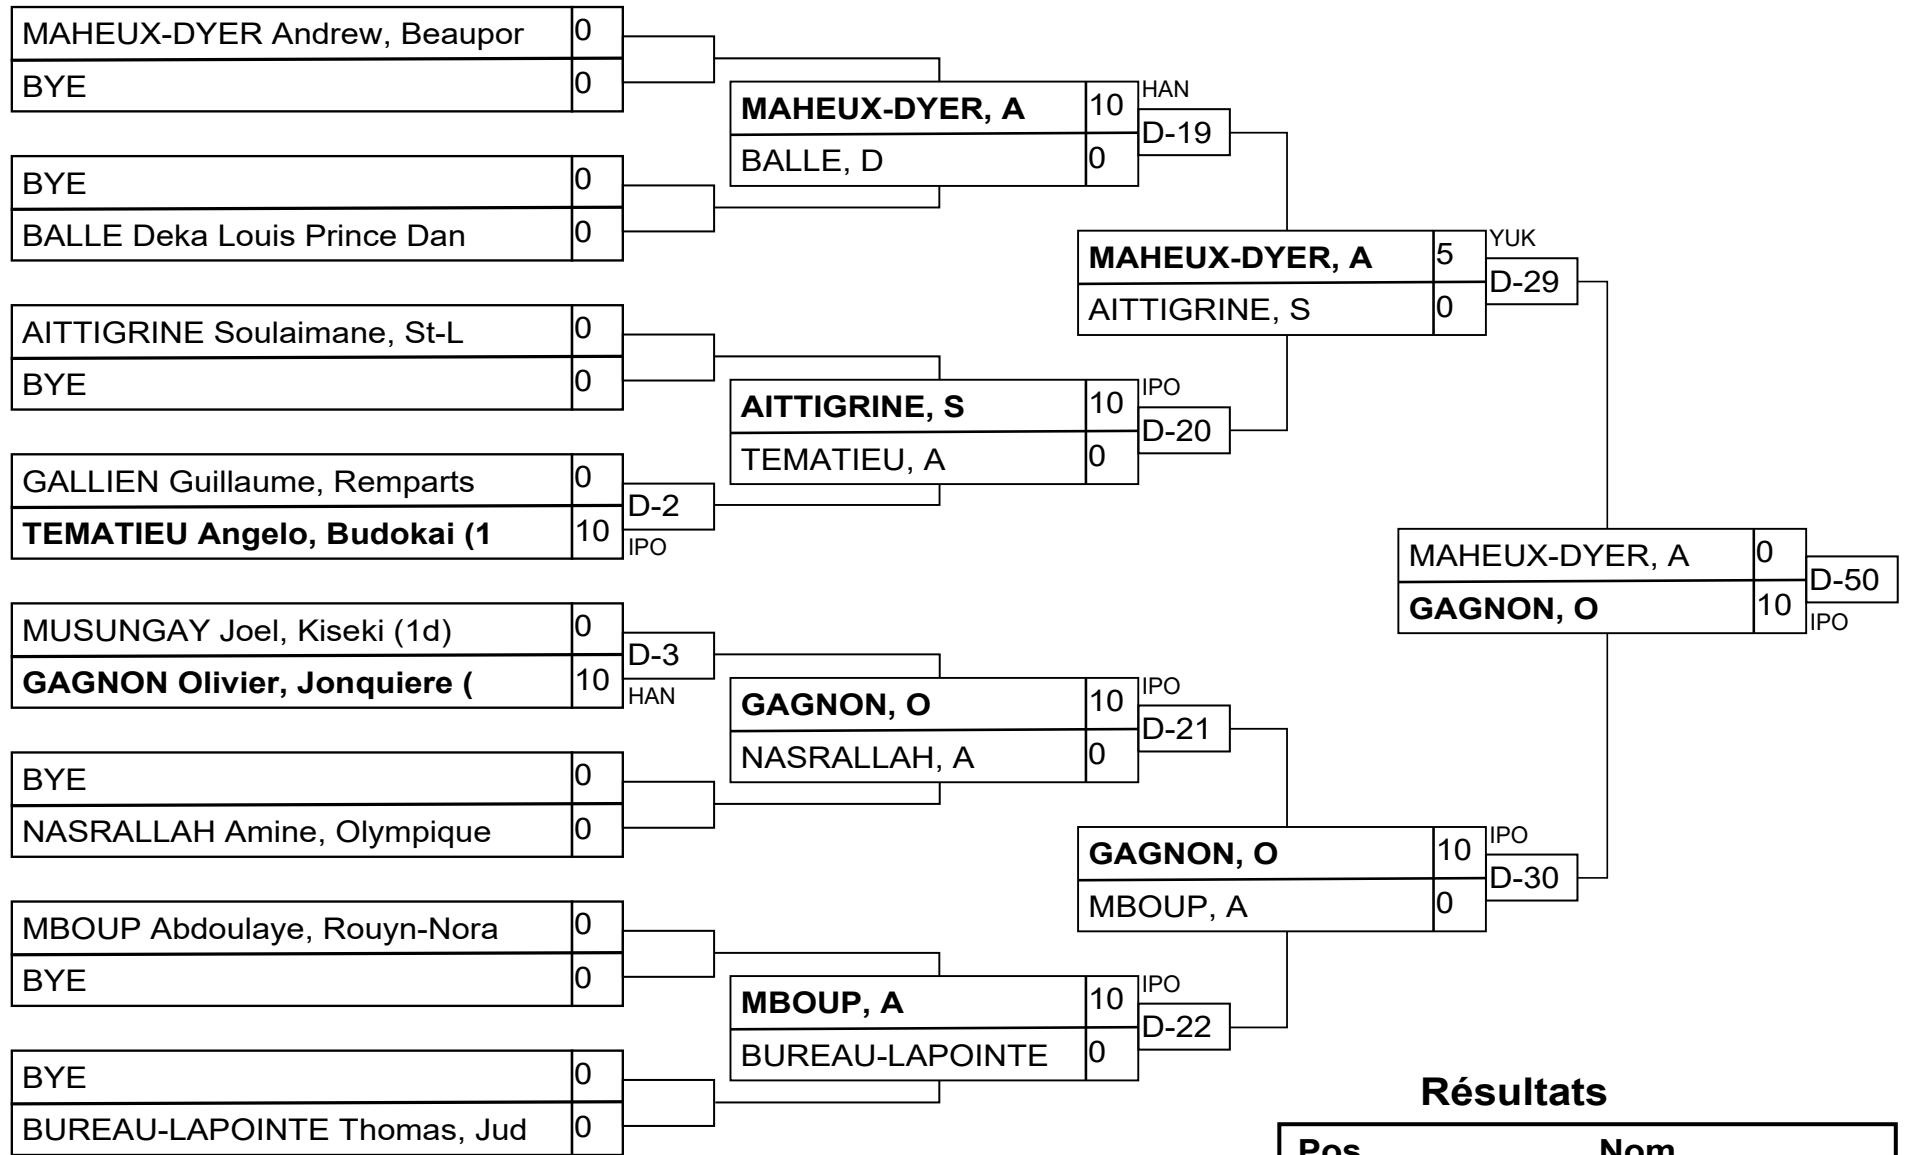 MAHEUX-DYER Andrew, Beaupor 0
BYE 0
BYE 0
BALLE Deka Louis Prince Dan 0
AITTIGRINE Soulaimane, St-L 0
BYE 0
GALLIEN Guillaume, Remparts 0
TEMATIEU Angelo, Budokai (1 10
D-2
IPO
MUSUNGAY Joel, Kiseki (1d) 0
GAGNON Olivier, Jonquiere ( 10
D-3
HAN
BYE 0
NASRALLAH Amine, Olympique 0
MBOUP Abdoulaye, Rouyn-Nora 0
BYE 0
BYE 0
BUREAU-LAPOINTE Thomas, Jud 0
MAHEUX-DYER, A 10
BALLE, D 0
HAN
D-19
AITTIGRINE, S 10
TEMATIEU, A 0
IPO
D-20
GAGNON, O 10
NASRALLAH, A 0
IPO
D-21
MBOUP, A 10
BUREAU-LAPOINTE 0
IPO
D-22
MAHEUX-DYER, A 5
AITTIGRINE, S 0
YUK
D-29
GAGNON, O 10
MBOUP, A 0
IPO
D-30
MAHEUX-DYER, A 0
GAGNON, O 10
D-50
IPO
Résultats
Pos Nom